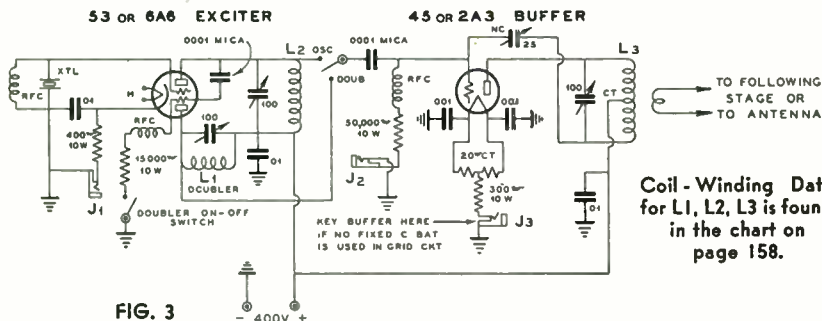 53 OR 6A6 EXCITER
45 OR 2A3 BUFFER
.0001 MICA
L2
OSC
.0001 MICA
NC
25
L3
RFC
XTL
.01
H
100
DOUB
RFC
100
CT
TO FOLLOWING
STAGE OR
TO ANTENNA
400~
10W
RFC
100
.01
.001
.001
50,000~
10 W
15000~
10W
L1
DOUBLER
20~CT
.01
J1
J2
300~
10W
DOUBLER ON-OFF
SWITCH
KEY BUFFER HERE
IF NO FIXED C BAT
IS USED IN GRID CKT
J3
Coil - Winding Dat
for L1, L2, L3 is foun
in the chart on
page 158.
FIG. 3
- 400V +